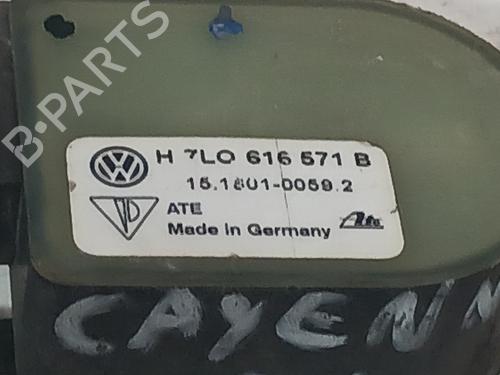 B-PARTS
H 7L0 616 571 B
15.1801-0059.2
ATE
Made in Germany
Ate
CAYENN